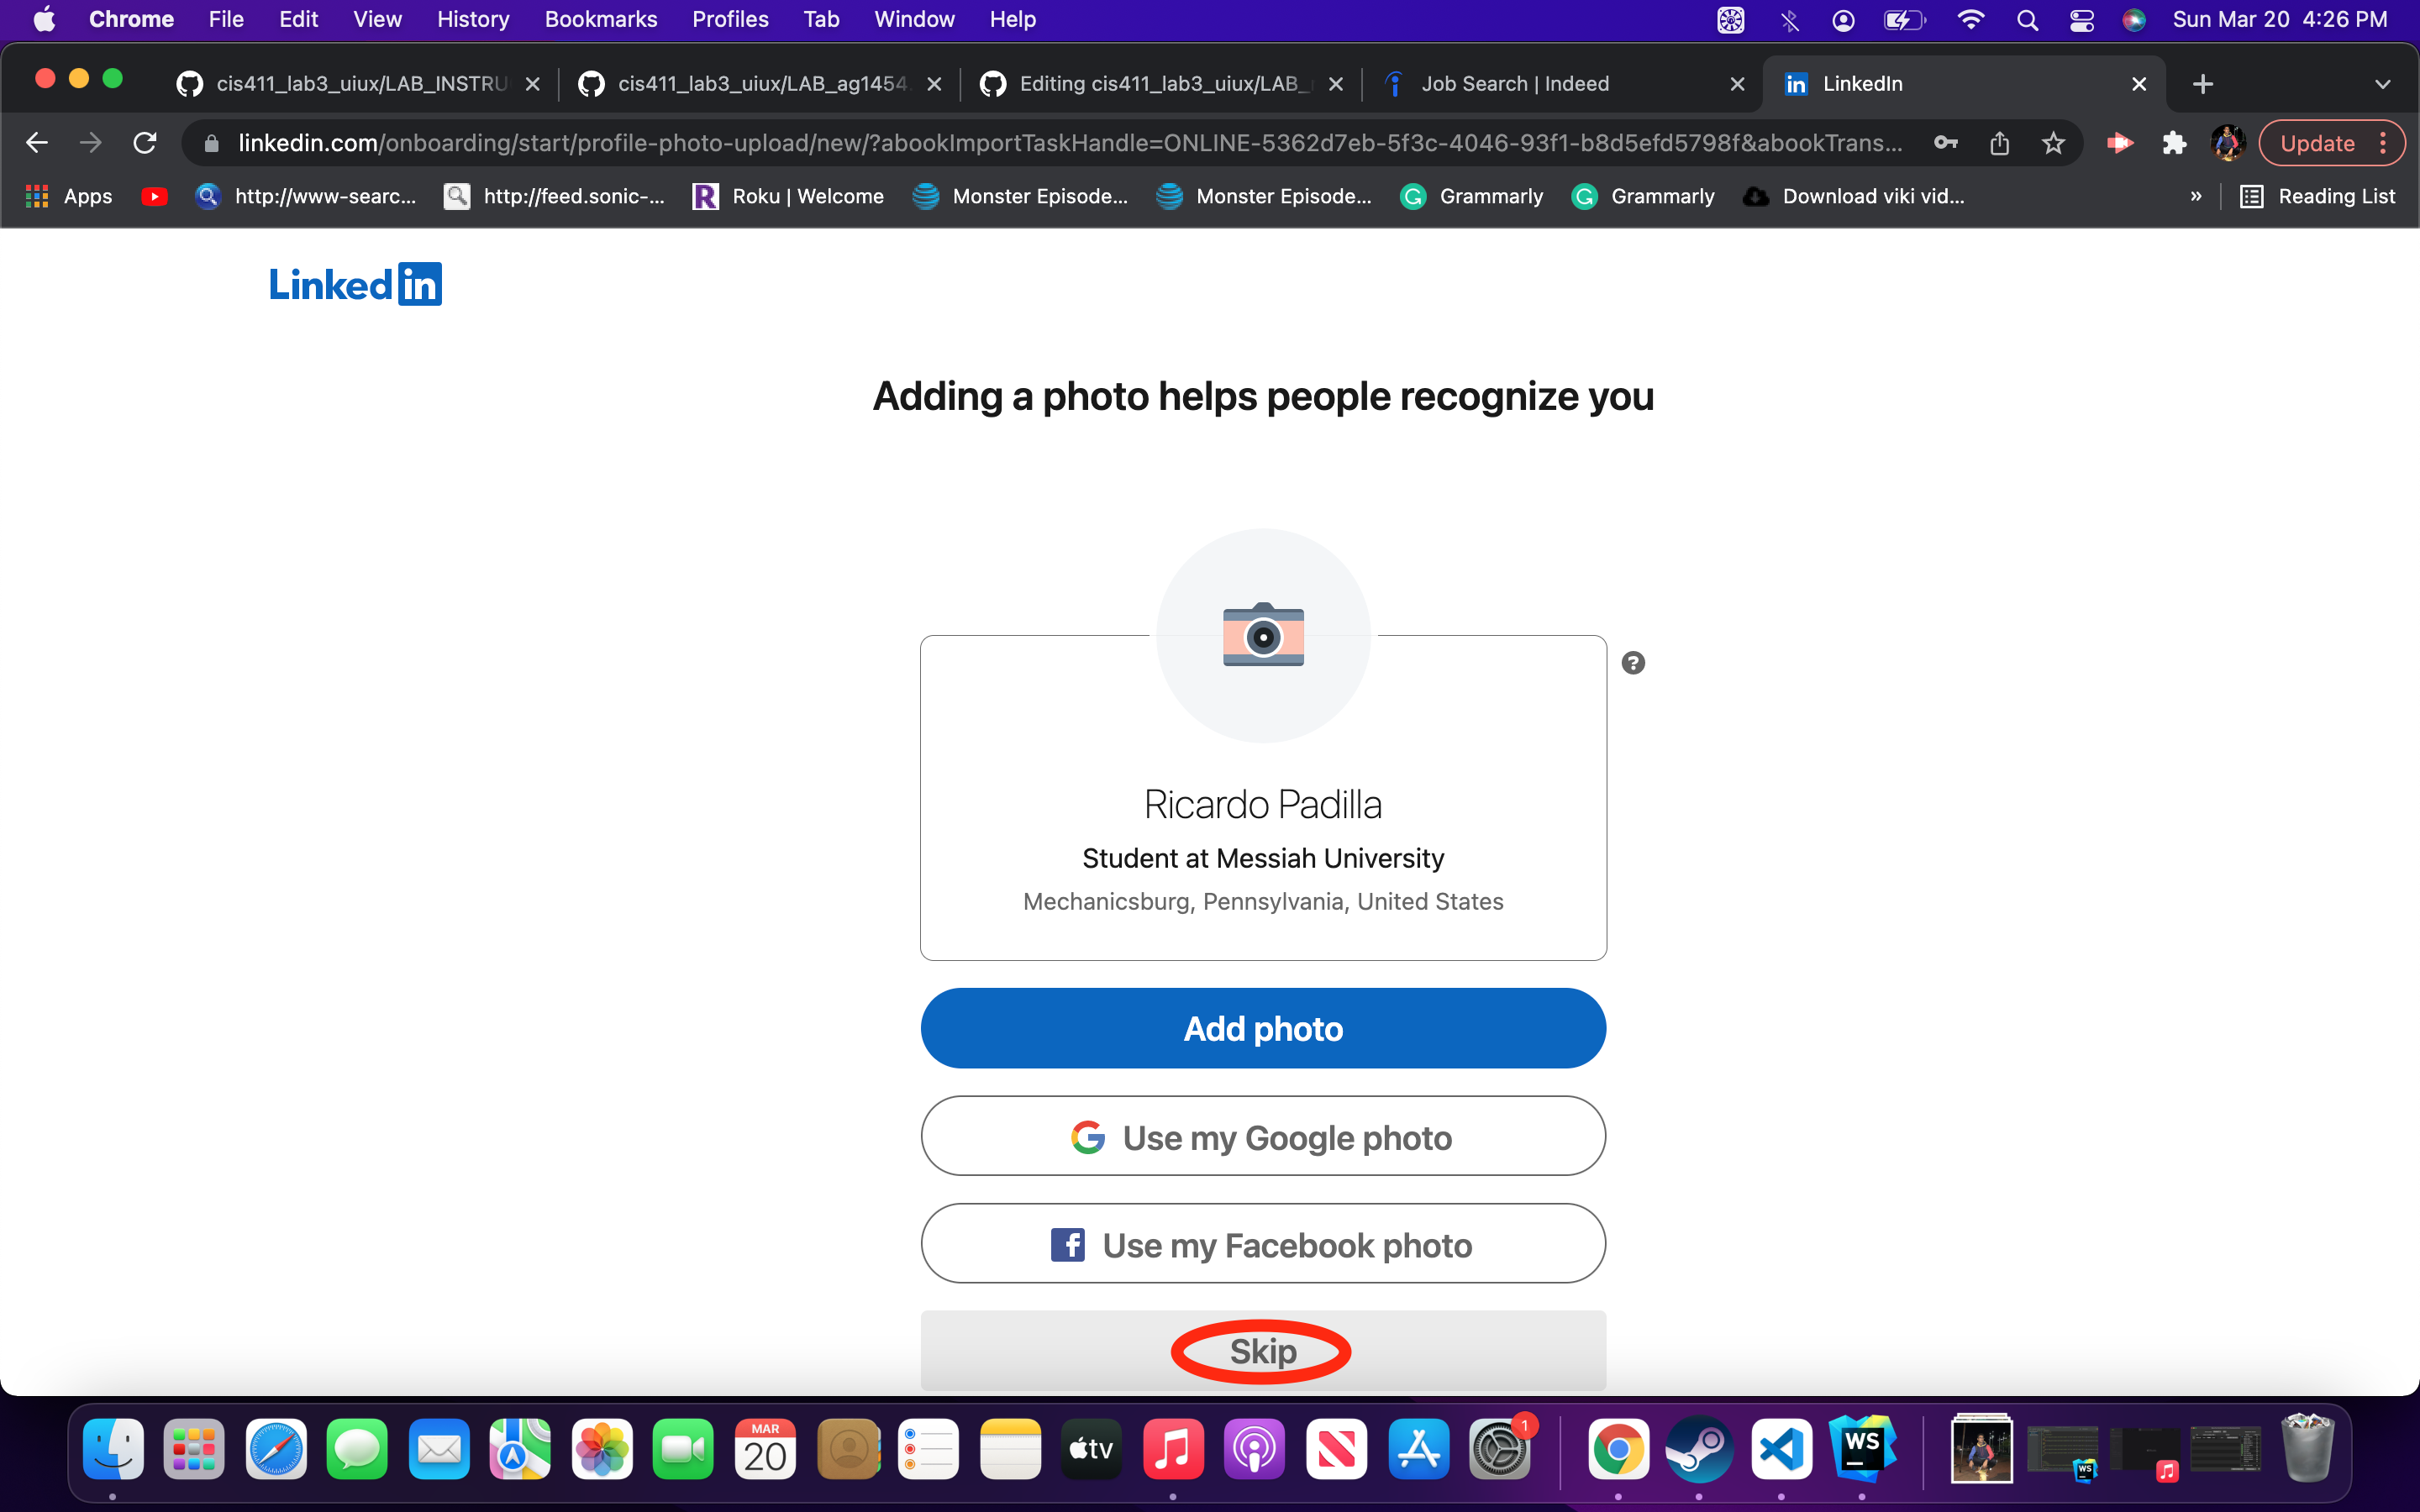 Chrome File Edit View History Bookmarks Profiles Tab Window Help Sun Mar 20 4:26 PM
cis411_lab3_uiux/LAB_INSTRU cis411_lab3_uiux/LAB_ag1454. Editing cis411_lab3_uiux/LAB_ Job Search | Indeed LinkedIn
linkedin.com/onboarding/start/profile-photo-upload/new/?abookImportTaskHandle=ONLINE-5362d7eb-5f3c-4046-93f1-b8d5efd5798f&abookTrans... Update
Apps http://www-searc... http://feed.sonic-... R Roku | Welcome Monster Episode... Monster Episode... G Grammarly G Grammarly Download viki vid... » Reading List
Linked in
Adding a photo helps people recognize you
?
Ricardo Padilla
Student at Messiah University
Mechanicsburg, Pennsylvania, United States
Add photo
G Use my Google photo
f Use my Facebook photo
Skip
MAR
20
tv
1
WS